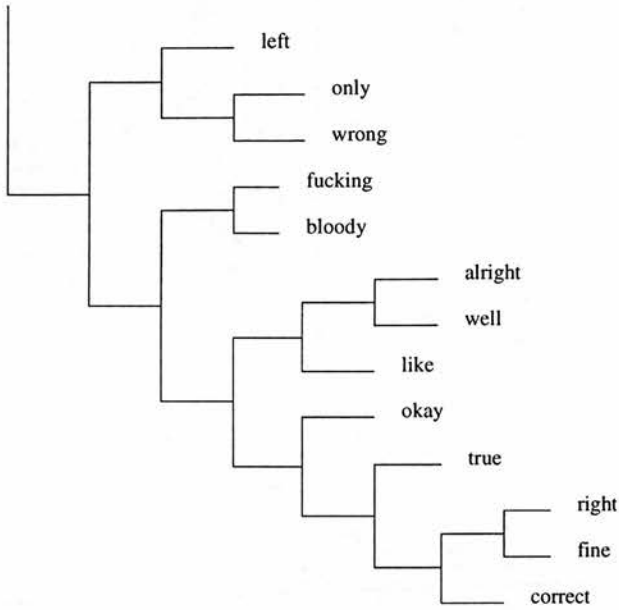 left
only
wrong
fucking
bloody
alright
well
like
okay
true
right
fine
correct